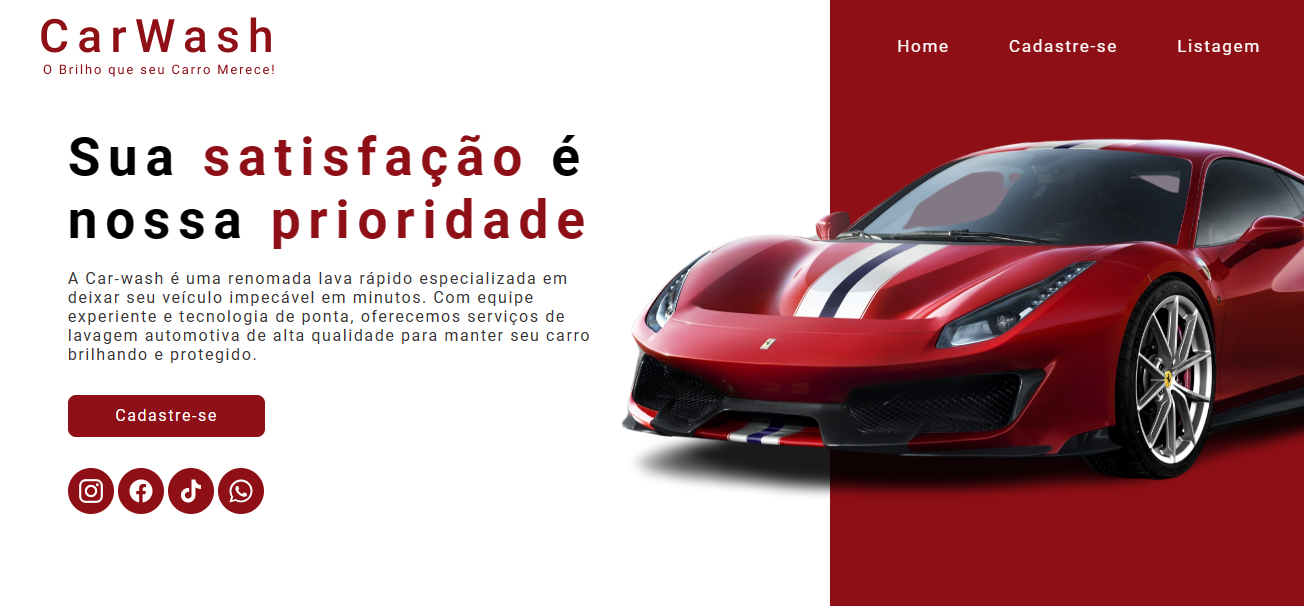 CarWash
O Brilho que seu Carro Merece!
Home
Cadastre-se
Listagem
Sua satisfação é
nossa prioridade
A Car-wash é uma renomada lava rápido especializada em
deixar seu veículo impecável em minutos. Com equipe
experiente e tecnologia de ponta, oferecemos serviços de
lavagem automotiva de alta qualidade para manter seu carro
brilhando e protegido.
Cadastre-se